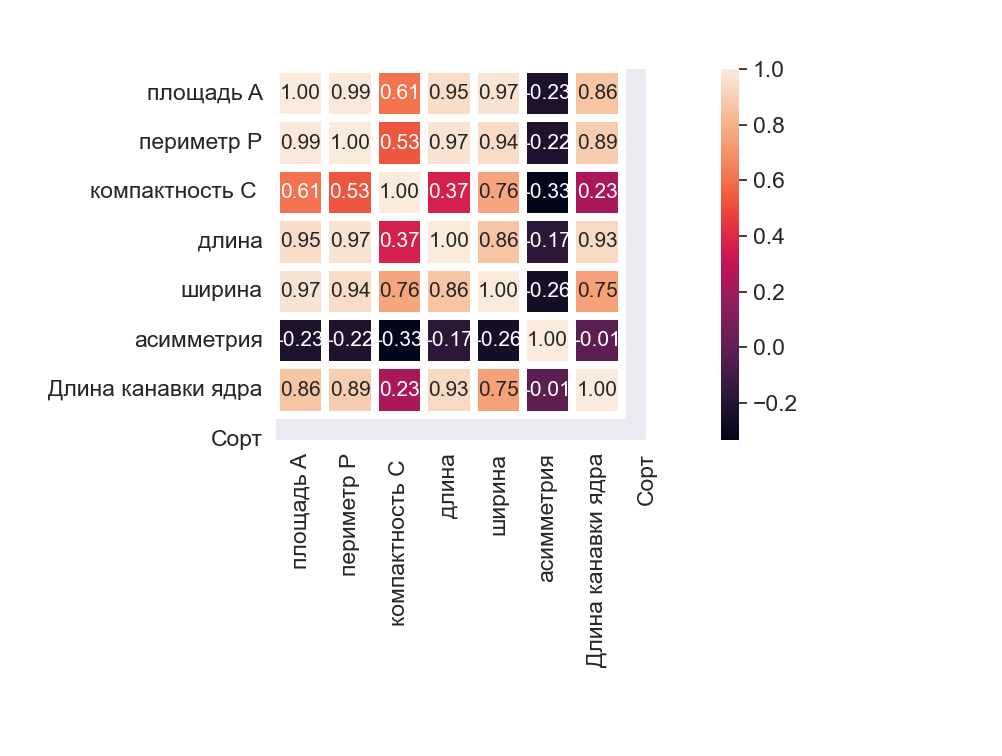 площадь A 1.00 0.99 0.61 0.95 0.97 -0.23 0.86
периметр P 0.99 1.00 0.53 0.97 0.94 -0.22 0.89
компактность C 0.61 0.53 1.00 0.37 0.76 -0.33 0.23
длина 0.95 0.97 0.37 1.00 0.86 -0.17 0.93
ширина 0.97 0.94 0.76 0.86 1.00 -0.26 0.75
асимметрия -0.23 -0.22 -0.33 -0.17 -0.26 1.00 -0.01
Длина канавки ядра 0.86 0.89 0.23 0.93 0.75 -0.01 1.00
Сорт
площадь A
периметр P
компактность C
длина
ширина
асимметрия
Длина канавки ядра
Сорт
1.0
0.8
0.6
0.4
0.2
0.0
−0.2